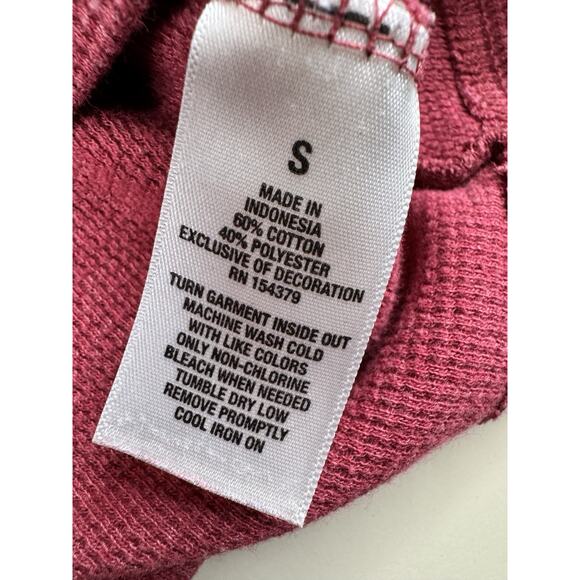 S
MADE IN
INDONESIA
60% COTTON
40% POLYESTER
EXCLUSIVE OF DECORATION
RN 154379
TURN GARMENT INSIDE OUT
MACHINE WASH COLD
WITH LIKE COLORS
ONLY NON-CHLORINE
BLEACH WHEN NEEDED
TUMBLE DRY LOW
REMOVE PROMPTLY
COOL IRON ON